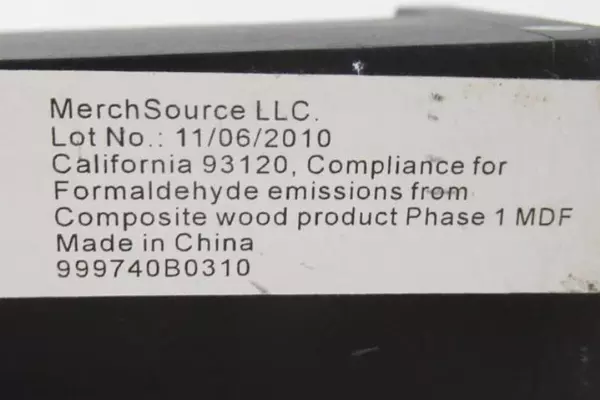 MerchSource LLC.
Lot No.: 11/06/2010
California 93120, Compliance for
Formaldehyde emissions from
Composite wood product Phase 1 MDF
Made in China
999740B0310